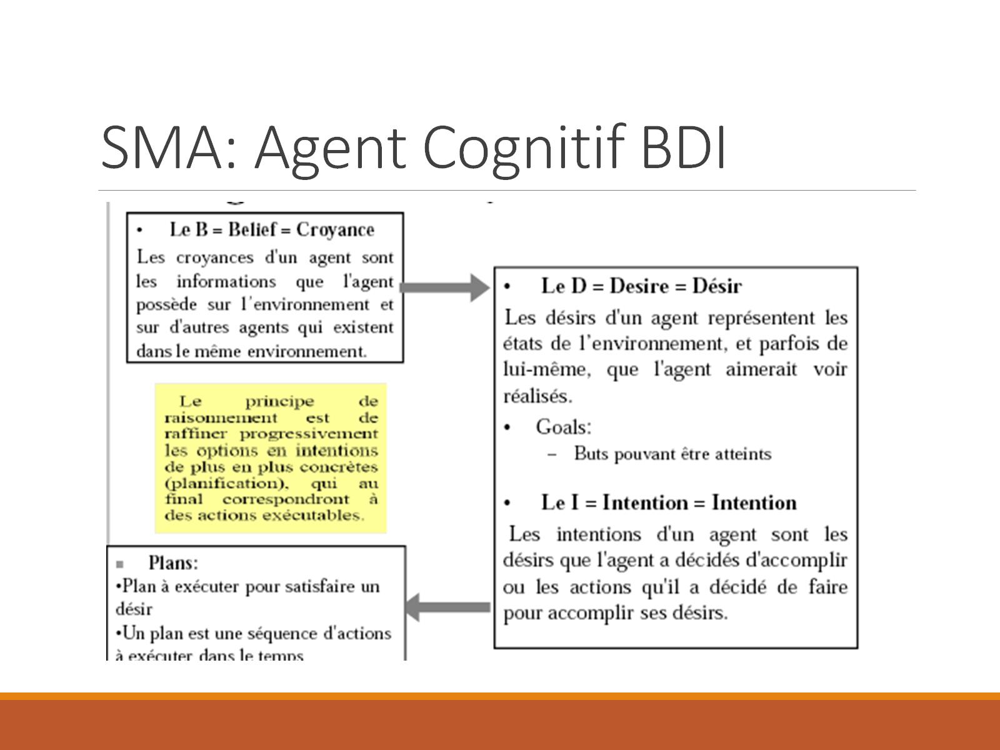 SMA: Agent Cognitif BDI
• Le B = Belief = Croyance
Les croyances d'un agent sont
les informations que l'agent
possède sur l'environnement et
sur d'autres agents qui existent
dans le même environnement.
Le principe de
raisonnement est de
raffiner progressivement
les options en intentions
de plus en plus concrètes
(planification), qui au
final correspondront à
des actions exécutables.
■ Plans:
•Plan à exécuter pour satisfaire un
désir
•Un plan est une séquence d'actions
à exécuter dans le temps
• Le D = Desire = Désir
Les désirs d'un agent représentent les
états de l’environnement, et parfois de
lui-même, que l'agent aimerait voir
réalisés.
• Goals:
– Buts pouvant être atteints
• Le I = Intention = Intention
Les intentions d'un agent sont les
désirs que l'agent a décidés d'accomplir
ou les actions qu'il a décidé de faire
pour accomplir ses désirs.